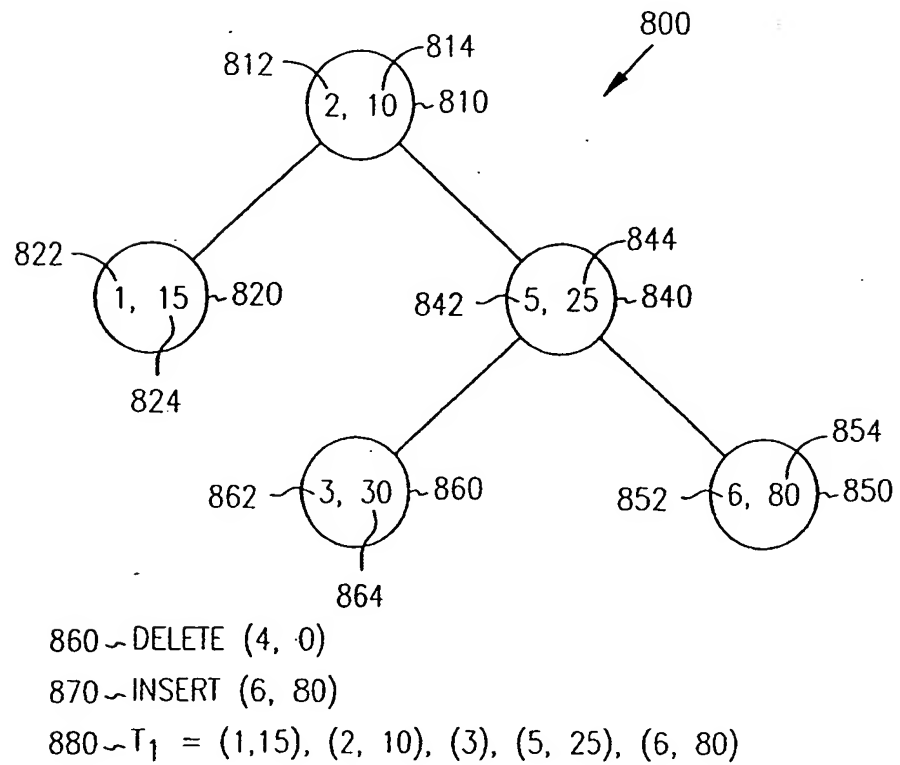 800
812 814
2, 10 810
822 844
1, 15 820 842 5, 25 840
824
854
862 3, 30 860 852 6, 80 850
864
860 DELETE (4, 0)
870 INSERT (6, 80)
880 T1 = (1,15), (2, 10), (3), (5, 25), (6, 80)